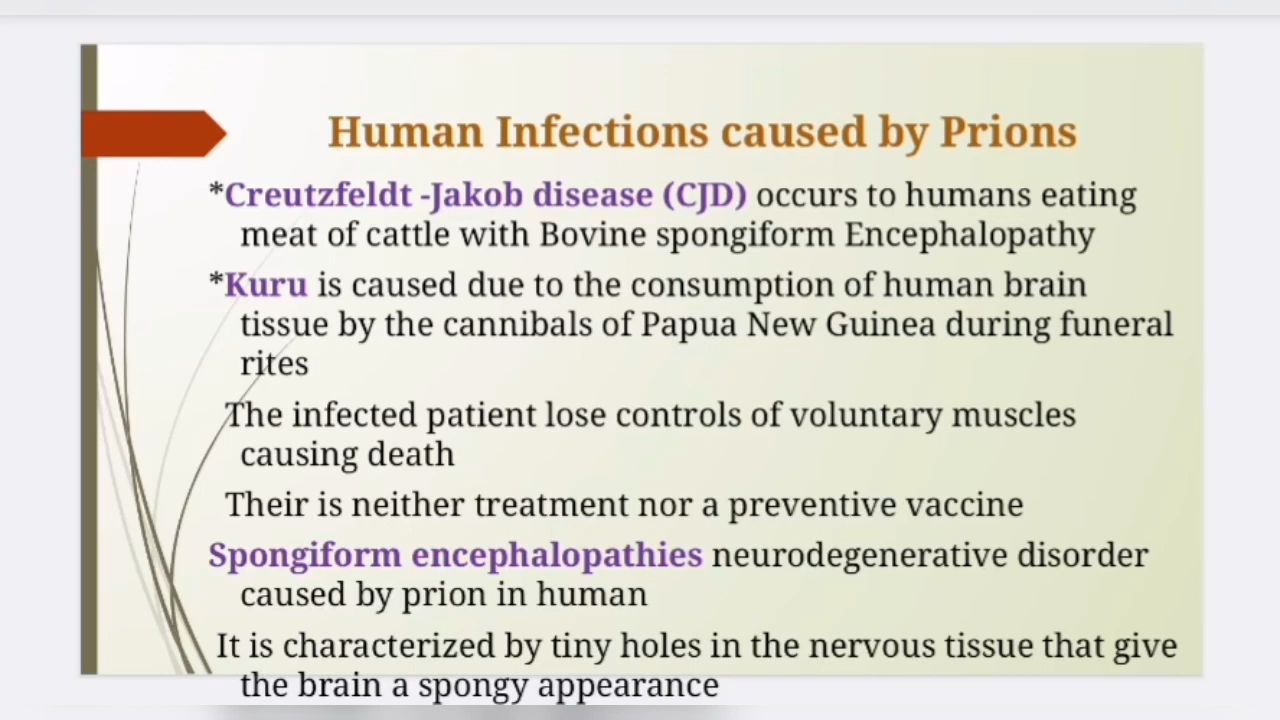 Human Infections caused by Prions
*Creutzfeldt -Jakob disease (CJD) occurs to humans eating
meat of cattle with Bovine spongiform Encephalopathy
*Kuru is caused due to the consumption of human brain
tissue by the cannibals of Papua New Guinea during funeral
rites
The infected patient lose controls of voluntary muscles
causing death
Their is neither treatment nor a preventive vaccine
Spongiform encephalopathies neurodegenerative disorder
caused by prion in human
It is characterized by tiny holes in the nervous tissue that give
the brain a spongy appearance